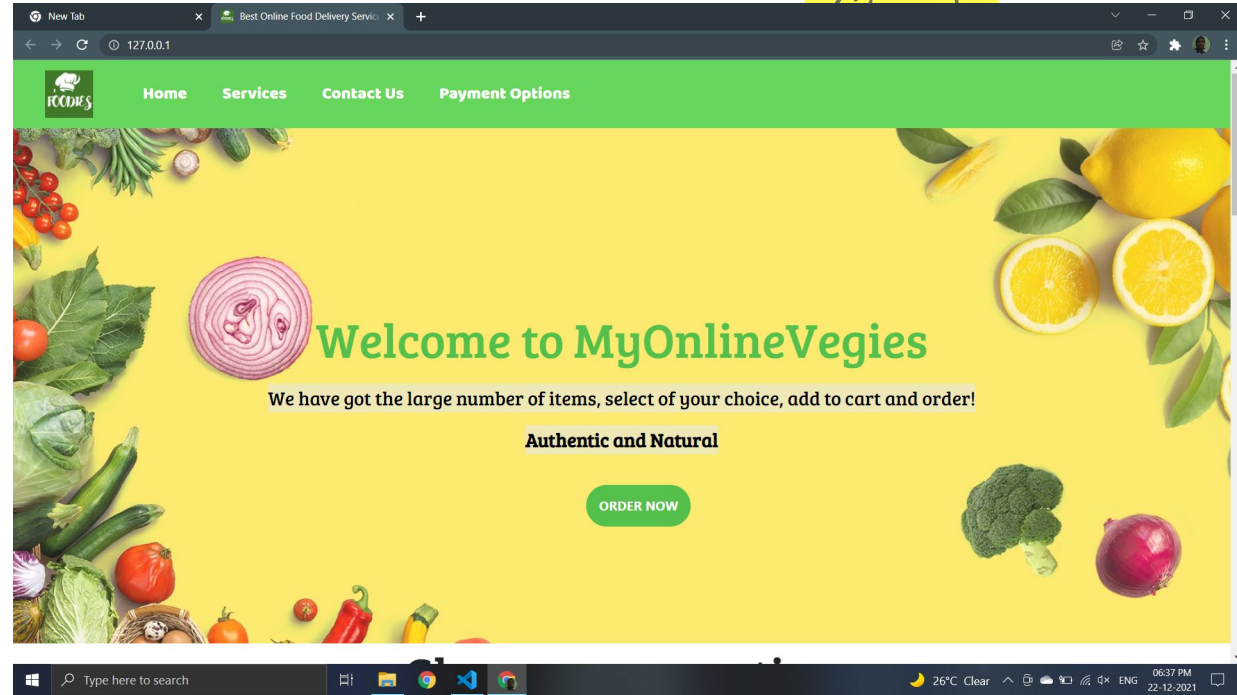 New Tab
Best Online Food Delivery Servic
127.0.0.1
FOODIES
Home Services Contact Us Payment Options
Welcome to MyOnlineVegies
We have got the large number of items, select of your choice, add to cart and order!
Authentic and Natural
ORDER NOW
Type here to search
26°C Clear
ENG
06:37 PM
22-12-2021